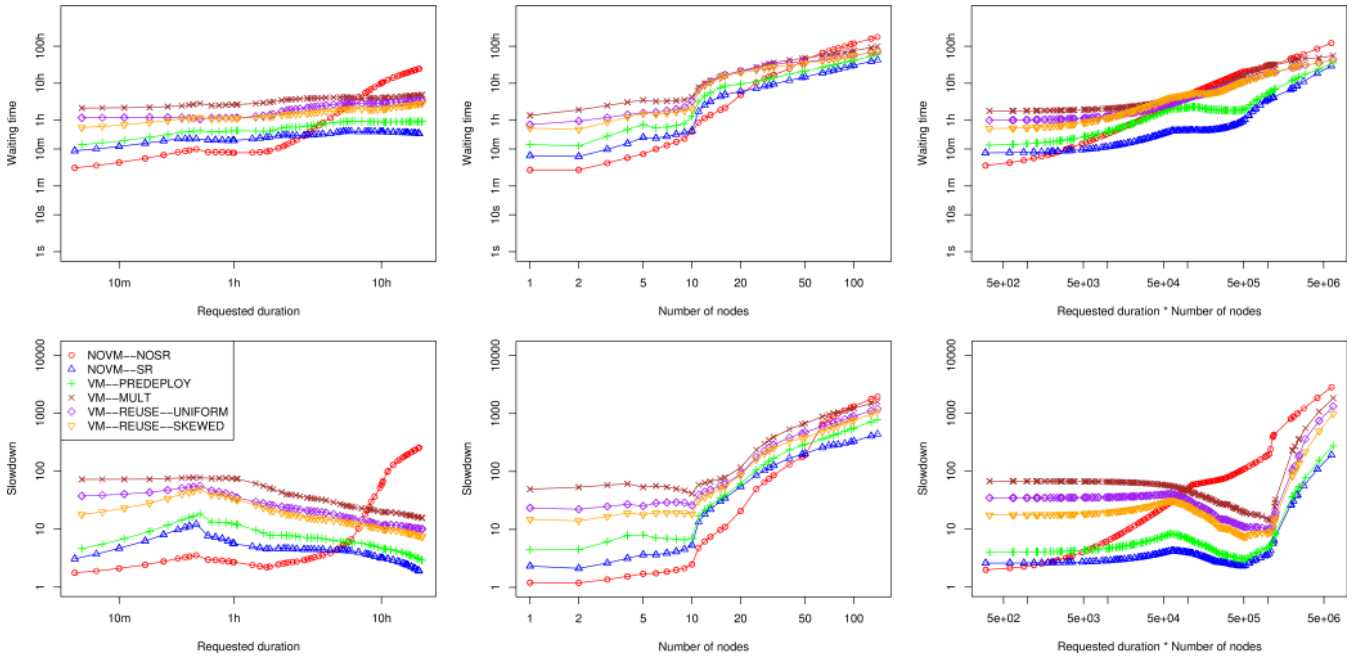 100h
10h
1h
10m
1m
10s
1s
Waiting time
10m
1h
10h
Requested duration
100h
10h
1h
10m
1m
10s
1s
Waiting time
1
2
5
10
20
50
100
Number of nodes
100h
10h
1h
10m
1m
10s
1s
Waiting time
5e+02
5e+03
5e+04
5e+05
5e+06
Requested duration * Number of nodes
10000
1000
100
10
1
Slowdown
NOVM--NOSR
NOVM--SR
VM--PREDEPLOY
VM--MULT
VM--REUSE--UNIFORM
VM--REUSE--SKEWED
10m
1h
10h
Requested duration
10000
1000
100
10
1
Slowdown
1
2
5
10
20
50
100
Number of nodes
10000
1000
100
10
1
Slowdown
5e+02
5e+03
5e+04
5e+05
5e+06
Requested duration * Number of nodes